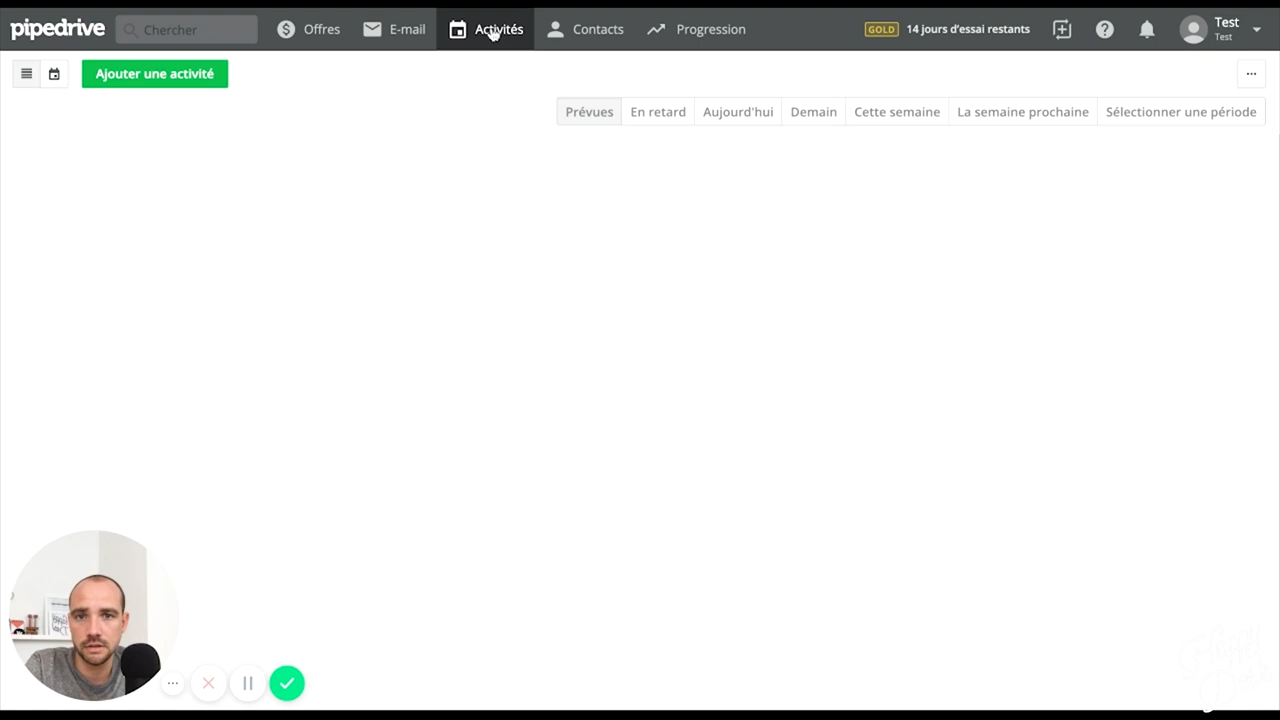 pipedrive
Chercher
Offres
E-mail
Activités
Contacts
Progression
GOLD
14 jours d’essai restants
Test
Test
Ajouter une activité
...
Prévues
En retard
Aujourd'hui
Demain
Cette semaine
La semaine prochaine
Sélectionner une période